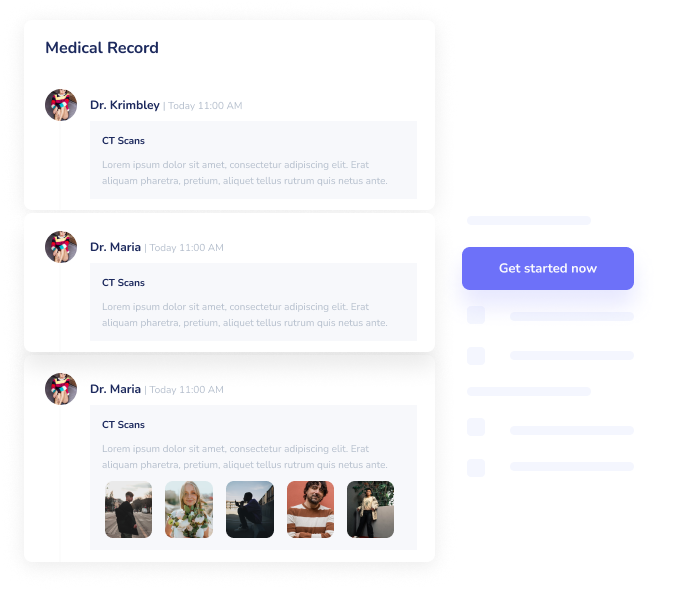 Medical Record
Dr. Krimbley | Today 11:00 AM
CT Scans
Lorem ipsum dolor sit amet, consectetur adipiscing elit. Erat
aliquam pharetra, pretium, aliquet tellus rutrum quis netus ante.
Dr. Maria | Today 11:00 AM
CT Scans
Lorem ipsum dolor sit amet, consectetur adipiscing elit. Erat
aliquam pharetra, pretium, aliquet tellus rutrum quis netus ante.
Dr. Maria | Today 11:00 AM
CT Scans
Lorem ipsum dolor sit amet, consectetur adipiscing elit. Erat
aliquam pharetra, pretium, aliquet tellus rutrum quis netus ante.
Get started now